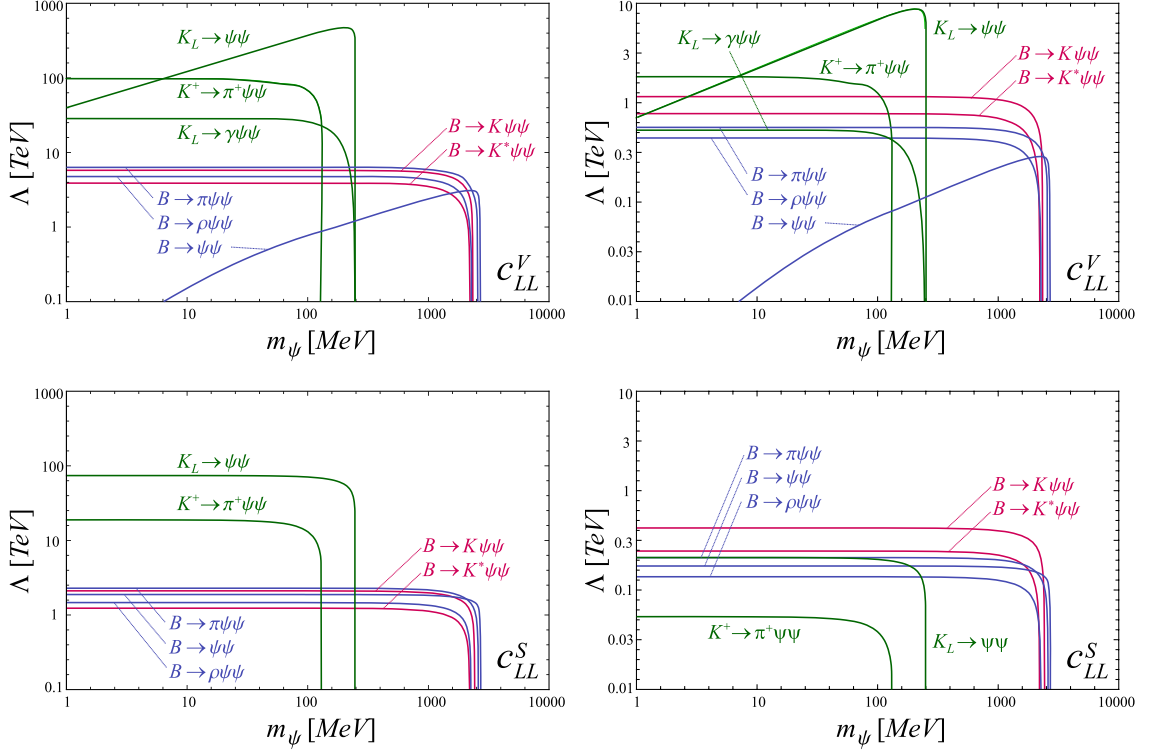 1000
100
10
1
0.1
Λ [TeV]
K_L → ψψ
K⁺ → π⁺ψψ
K_L → γψψ
B → Kψψ
B → K*ψψ
B → πψψ
B → ρψψ
B → ψψ
c^V_LL
1 10 100 1000 10000
m_ψ [MeV]
10
3
1
0.3
0.1
0.03
0.01
Λ [TeV]
K_L → γψψ
K_L → ψψ
K⁺ → π⁺ψψ
B → Kψψ
B → K*ψψ
B → πψψ
B → ρψψ
B → ψψ
c^V_LL
1 10 100 1000 10000
m_ψ [MeV]
1000
100
10
1
0.1
Λ [TeV]
K_L → ψψ
K⁺ → π⁺ψψ
B → Kψψ
B → K*ψψ
B → πψψ
B → ψψ
B → ρψψ
c^S_LL
1 10 100 1000 10000
m_ψ [MeV]
10
3
1
0.3
0.1
0.03
0.01
Λ [TeV]
B → πψψ
B → ψψ
B → ρψψ
B → Kψψ
B → K*ψψ
K⁺ → π⁺ψψ
K_L → ψψ
c^S_LL
1 10 100 1000 10000
m_ψ [MeV]